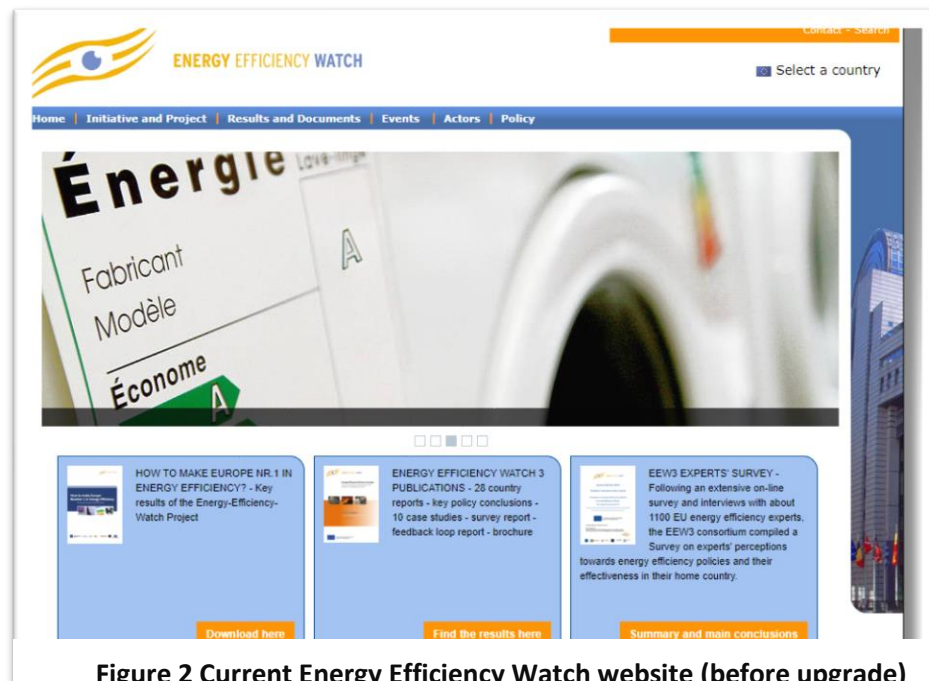 Contact - Search
ENERGY EFFICIENCY WATCH
Select a country
Home | Initiative and Project | Results and Documents | Events | Actors | Policy
Énergie
Lave-linge
Fabricant
Modèle
A
Économe
A
HOW TO MAKE EUROPE NR.1 IN
ENERGY EFFICIENCY? - Key
results of the Energy-Efficiency-
Watch Project
Download here
ENERGY EFFICIENCY WATCH 3
PUBLICATIONS - 28 country
reports - key policy conclusions -
10 case studies - survey report -
feedback loop report - brochure
Find the results here
EEW3 EXPERTS' SURVEY -
Following an extensive on-line
survey and interviews with about
1100 EU energy efficiency experts,
the EEW3 consortium compiled a
Survey on experts' perceptions
towards energy efficiency policies and their
effectiveness in their home country.
Summary and main conclusions
Figure 2 Current Energy Efficiency Watch website (before upgrade)